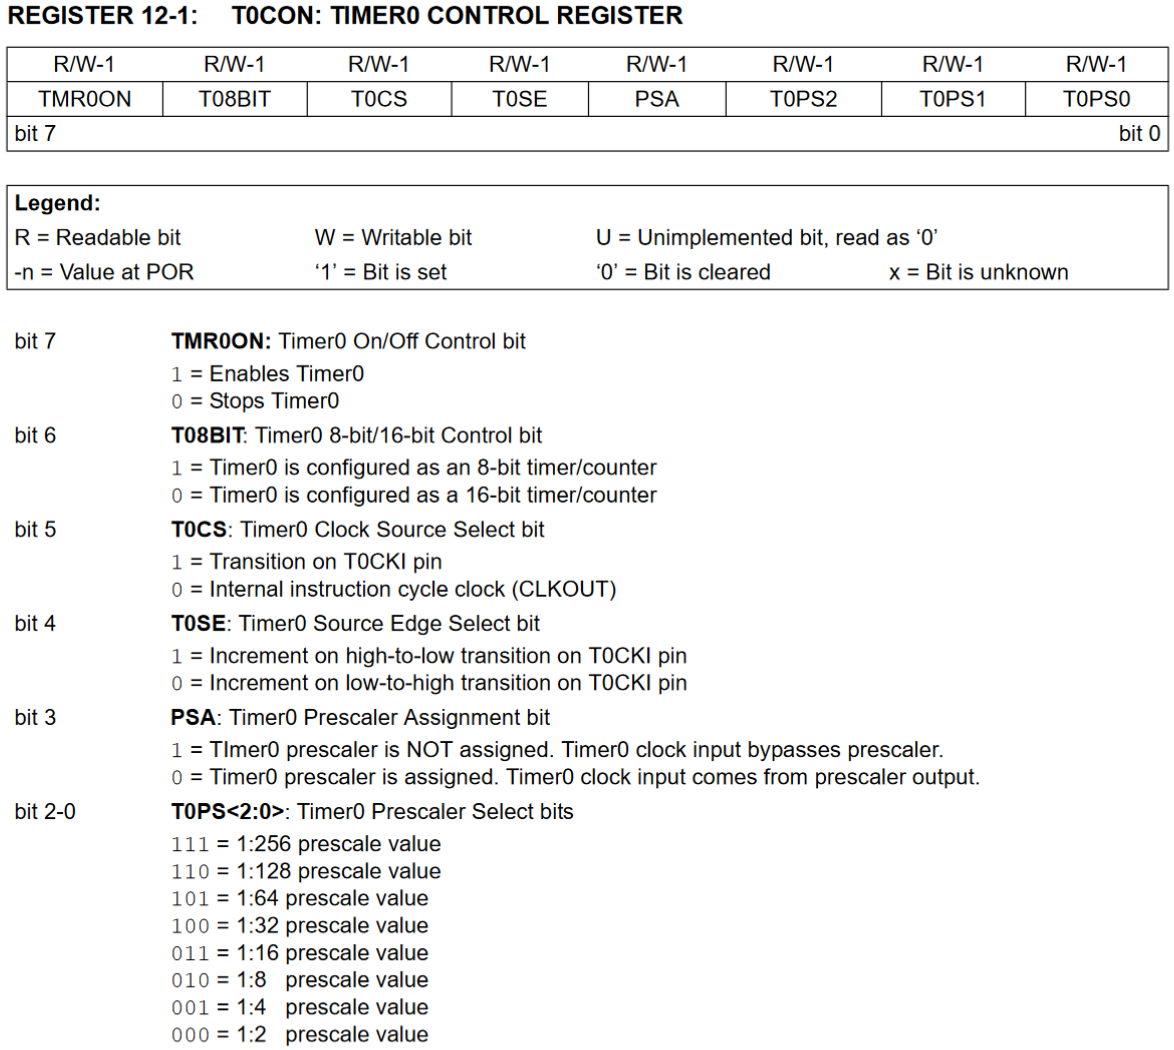 REGISTER 12-1: T0CON: TIMER0 CONTROL REGISTER
R/W-1 R/W-1 R/W-1 R/W-1 R/W-1 R/W-1 R/W-1 R/W-1
TMR0ON T08BIT T0CS T0SE PSA T0PS2 T0PS1 T0PS0
bit 7 bit 0
Legend:
R = Readable bit W = Writable bit U = Unimplemented bit, read as ‘0’
-n = Value at POR ‘1’ = Bit is set ‘0’ = Bit is cleared x = Bit is unknown
bit 7 TMR0ON: Timer0 On/Off Control bit
1 = Enables Timer0
0 = Stops Timer0
bit 6 T08BIT: Timer0 8-bit/16-bit Control bit
1 = Timer0 is configured as an 8-bit timer/counter
0 = Timer0 is configured as a 16-bit timer/counter
bit 5 T0CS: Timer0 Clock Source Select bit
1 = Transition on T0CKI pin
0 = Internal instruction cycle clock (CLKOUT)
bit 4 T0SE: Timer0 Source Edge Select bit
1 = Increment on high-to-low transition on T0CKI pin
0 = Increment on low-to-high transition on T0CKI pin
bit 3 PSA: Timer0 Prescaler Assignment bit
1 = TImer0 prescaler is NOT assigned. Timer0 clock input bypasses prescaler.
0 = Timer0 prescaler is assigned. Timer0 clock input comes from prescaler output.
bit 2-0 T0PS<2:0>: Timer0 Prescaler Select bits
111 = 1:256 prescale value
110 = 1:128 prescale value
101 = 1:64 prescale value
100 = 1:32 prescale value
011 = 1:16 prescale value
010 = 1:8 prescale value
001 = 1:4 prescale value
000 = 1:2 prescale value